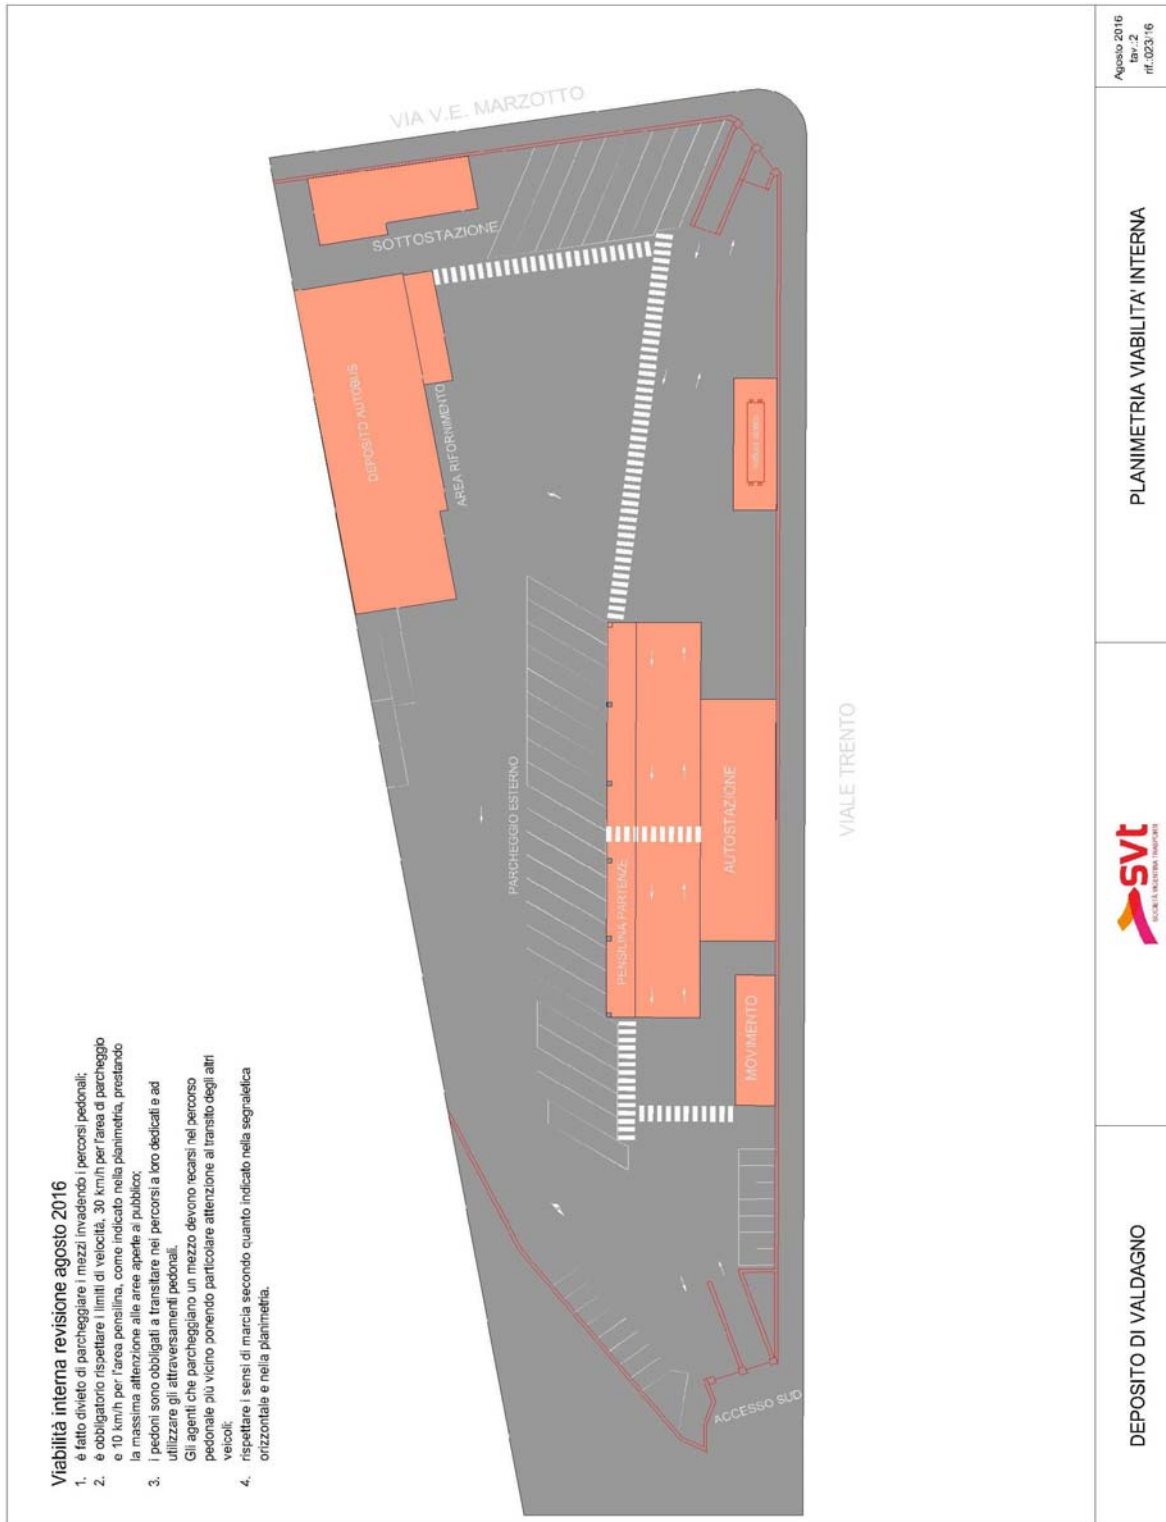 Viabilità interna revisione agosto 2016
1. è fatto divieto di parcheggiare i mezzi invadendo i percorsi pedonali;
2. è obbligatorio rispettare i limiti di velocità, 30 km/h per l'area di parcheggio
e 10 km/h per l'area pensilina, come indicato nella planimetria, prestando
la massima attenzione alle aree aperte al pubblico;
3. i pedoni sono obbligati a transitare nei percorsi a loro dedicati e ad
utilizzare gli attraversamenti pedonali.
Gli agenti che parcheggiano un mezzo devono recarsi nel percorso
pedonale più vicino ponendo particolare attenzione al transito degli altri
veicoli;
4. rispettare i sensi di marcia secondo quanto indicato nella segnaletica
orizzontale e nella planimetria.
VIA V.E. MARZOTTO
SOTTOSTAZIONE
DEPOSITO AUTOBUS
AREA RIFORNIMENTO
PARCHEGGIO ESTERNO
PENSILINA PARTENZE
AUTOSTAZIONE
MOVIMENTO
ACCESSO SUD
VIALE TRENTO
DEPOSITO DI VALDAGNO
svt
SOCIETÀ VICENTINA TRASPORTI
PLANIMETRIA VIABILITA' INTERNA
Agosto 2016
tav.:2
rif.:023/16